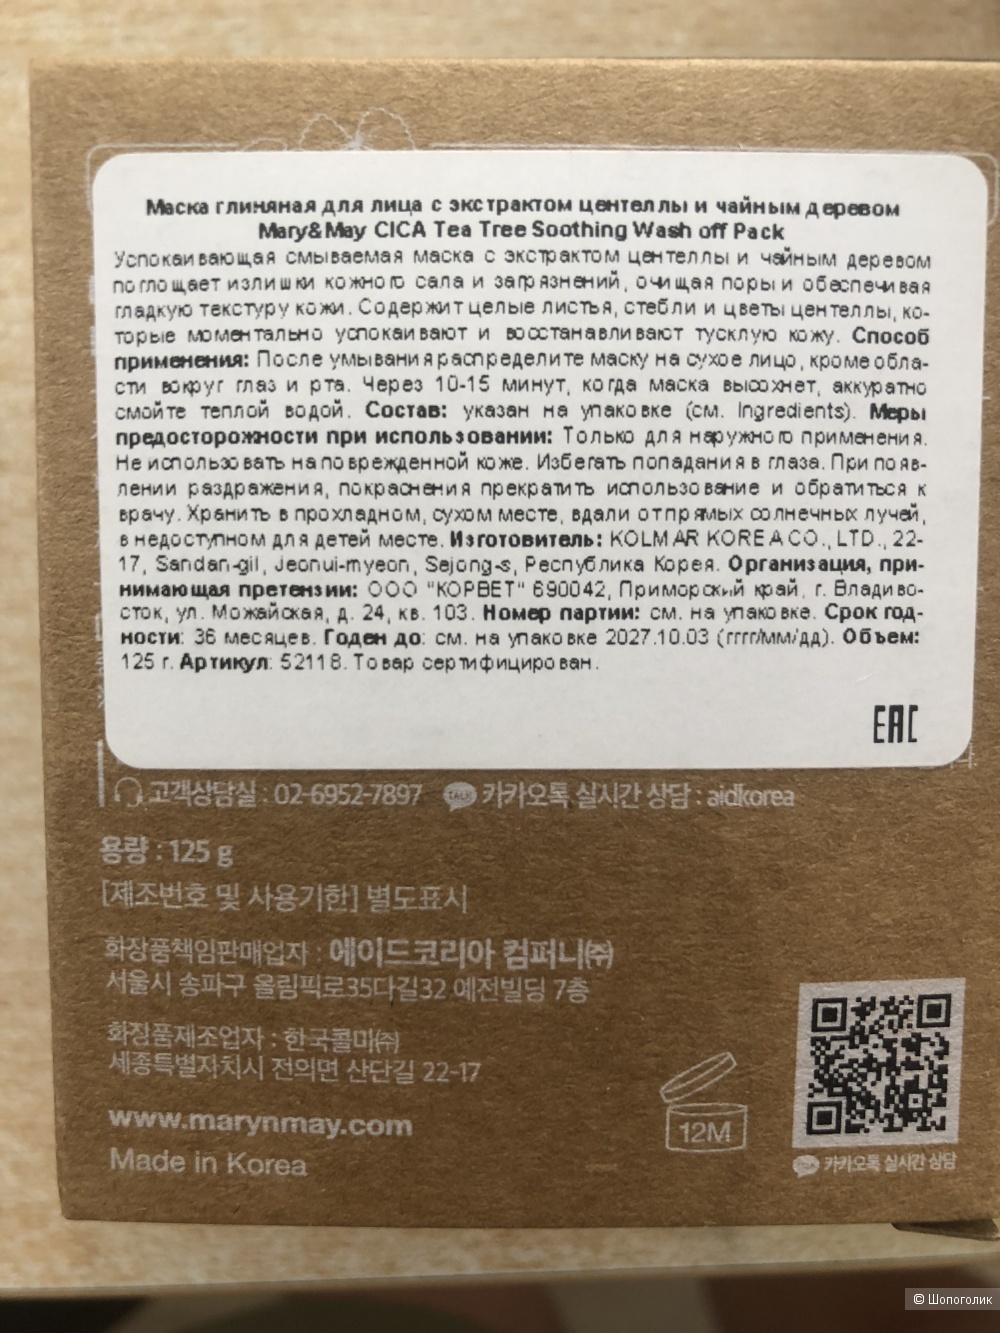 Маска глиняная для лица с экстрактом центеллы и чайным деревом
Mary&May CICA Tea Tree Soothing Wash off Pack
Успокаивающая смываемая маска с экстрактом центеллы и чайным деревом
поглощает излишки кожного сала и загрязнений, очищая поры и обеспечивая
гладкую текстуру кожи. Содержит целые листья, стебли и цветы центеллы, ко-
торые моментально успокаивают и восстанавливают тусклую кожу. Способ
применения: После умывания распределите маску на сухое лицо, кроме обла-
сти вокруг глаз и рта. Через 10-15 минут, когда маска высохнет, аккуратно
смойте теплой водой. Состав: указан на упаковке (см. Ingredients). Меры
предосторожности при использовании: Только для наружного применения.
Не использовать на поврежденной коже. Избегать попадания в глаза. При появ-
лении раздражения, покраснения прекратить использование и обратиться к
врачу. Хранить в прохладном, сухом месте, вдали от прямых солнечных лучей,
в недоступном для детей месте. Изготовитель: KOLMAR KOREA CO., LTD., 22-
17, Sandan-gil, Jeonui-myeon, Sejong-s, Республика Корея. Организация, при-
нимающая претензии: ООО "КОРВЕТ" 690042, Приморский край, г. Владиво-
сток, ул. Можайская, д. 24, кв. 103. Номер партии: см. на упаковке. Срок год-
ности: 36 месяцев. Годен до: см. на упаковке 2027.10.03 (гггг/мм/дд). Объем:
125 г. Артикул: 52118. Товар сертифицирован.
EAC
고객상담실 : 02-6952-7897 TALK 카카오톡 실시간 상담 : aidkorea
용량 : 125 g
[제조번호 및 사용기한] 별도표시
화장품책임판매업자 : 에이드코리아 컴퍼니㈜
서울시 송파구 올림픽로35다길32 예전빌딩 7층
화장품제조업자 : 한국콜마㈜
세종특별자치시 전의면 산단길 22-17
www.marynmay.com
Made in Korea
12M
카카오톡 실시간 상담
© Шопоголик